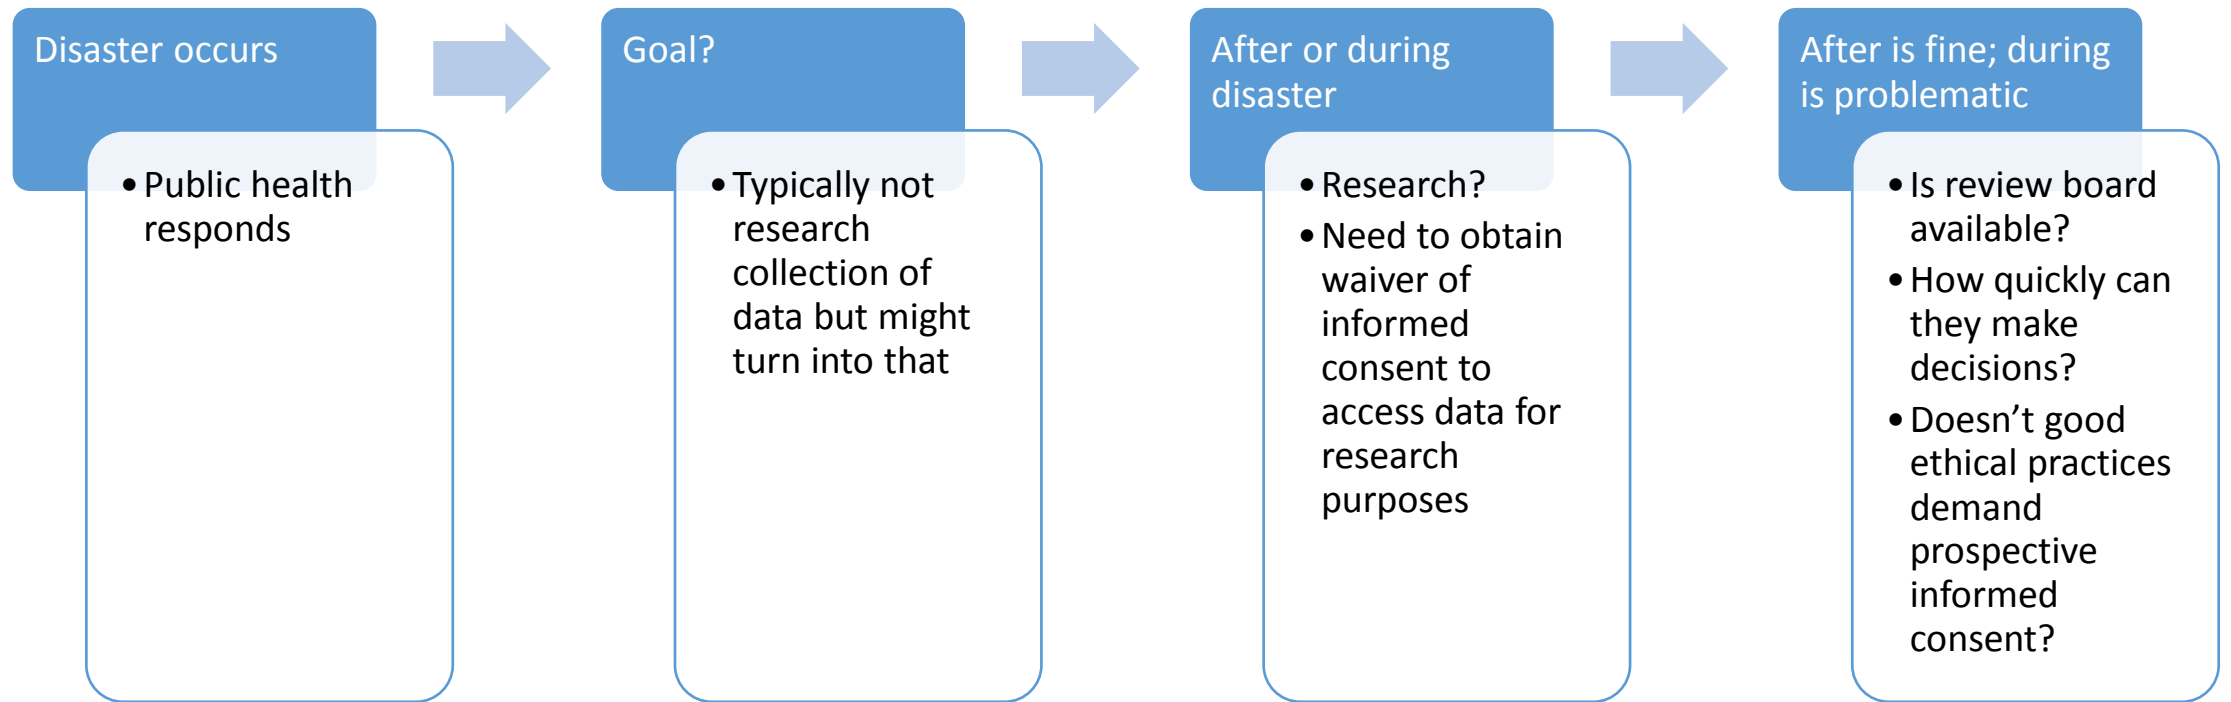 Disaster occurs
• Public health
responds
Goal?
• Typically not
research
collection of
data but might
turn into that
After or during
disaster
• Research?
• Need to obtain
waiver of
informed
consent to
access data for
research
purposes
After is fine; during
is problematic
• Is review board
available?
• How quickly can
they make
decisions?
• Doesn’t good
ethical practices
demand
prospective
informed
consent?